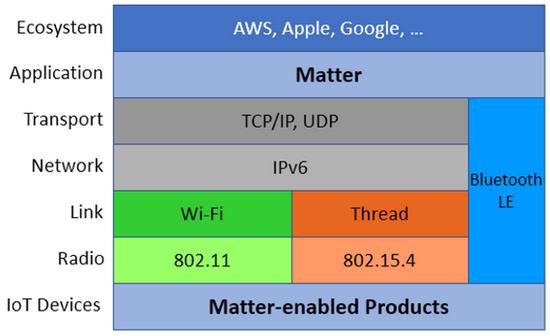 Ecosystem
AWS, Apple, Google, ...
Application
Matter
Transport
TCP/IP, UDP
Network
IPv6
Bluetooth
LE
Link
Wi-Fi
Thread
Radio
802.11
802.15.4
IoT Devices
Matter-enabled Products